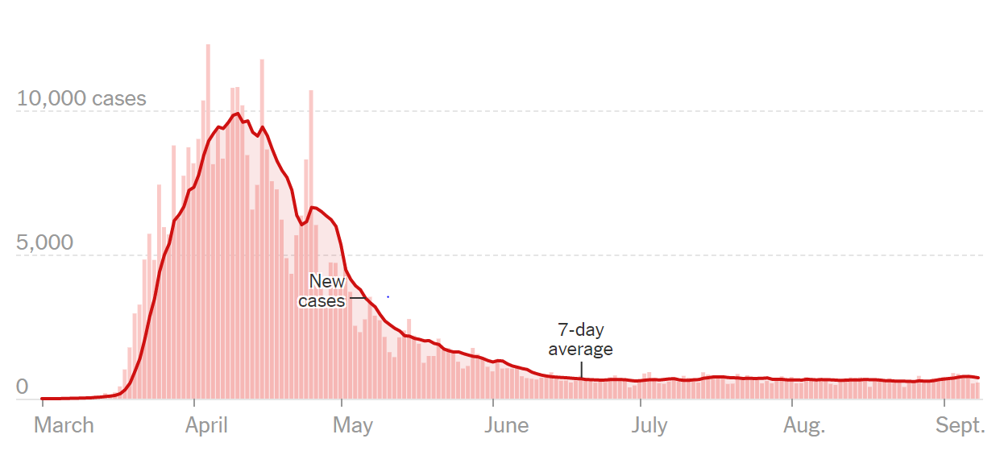 10,000 cases
5,000
New
cases
7-day
average
0
March April May June July Aug. Sept.